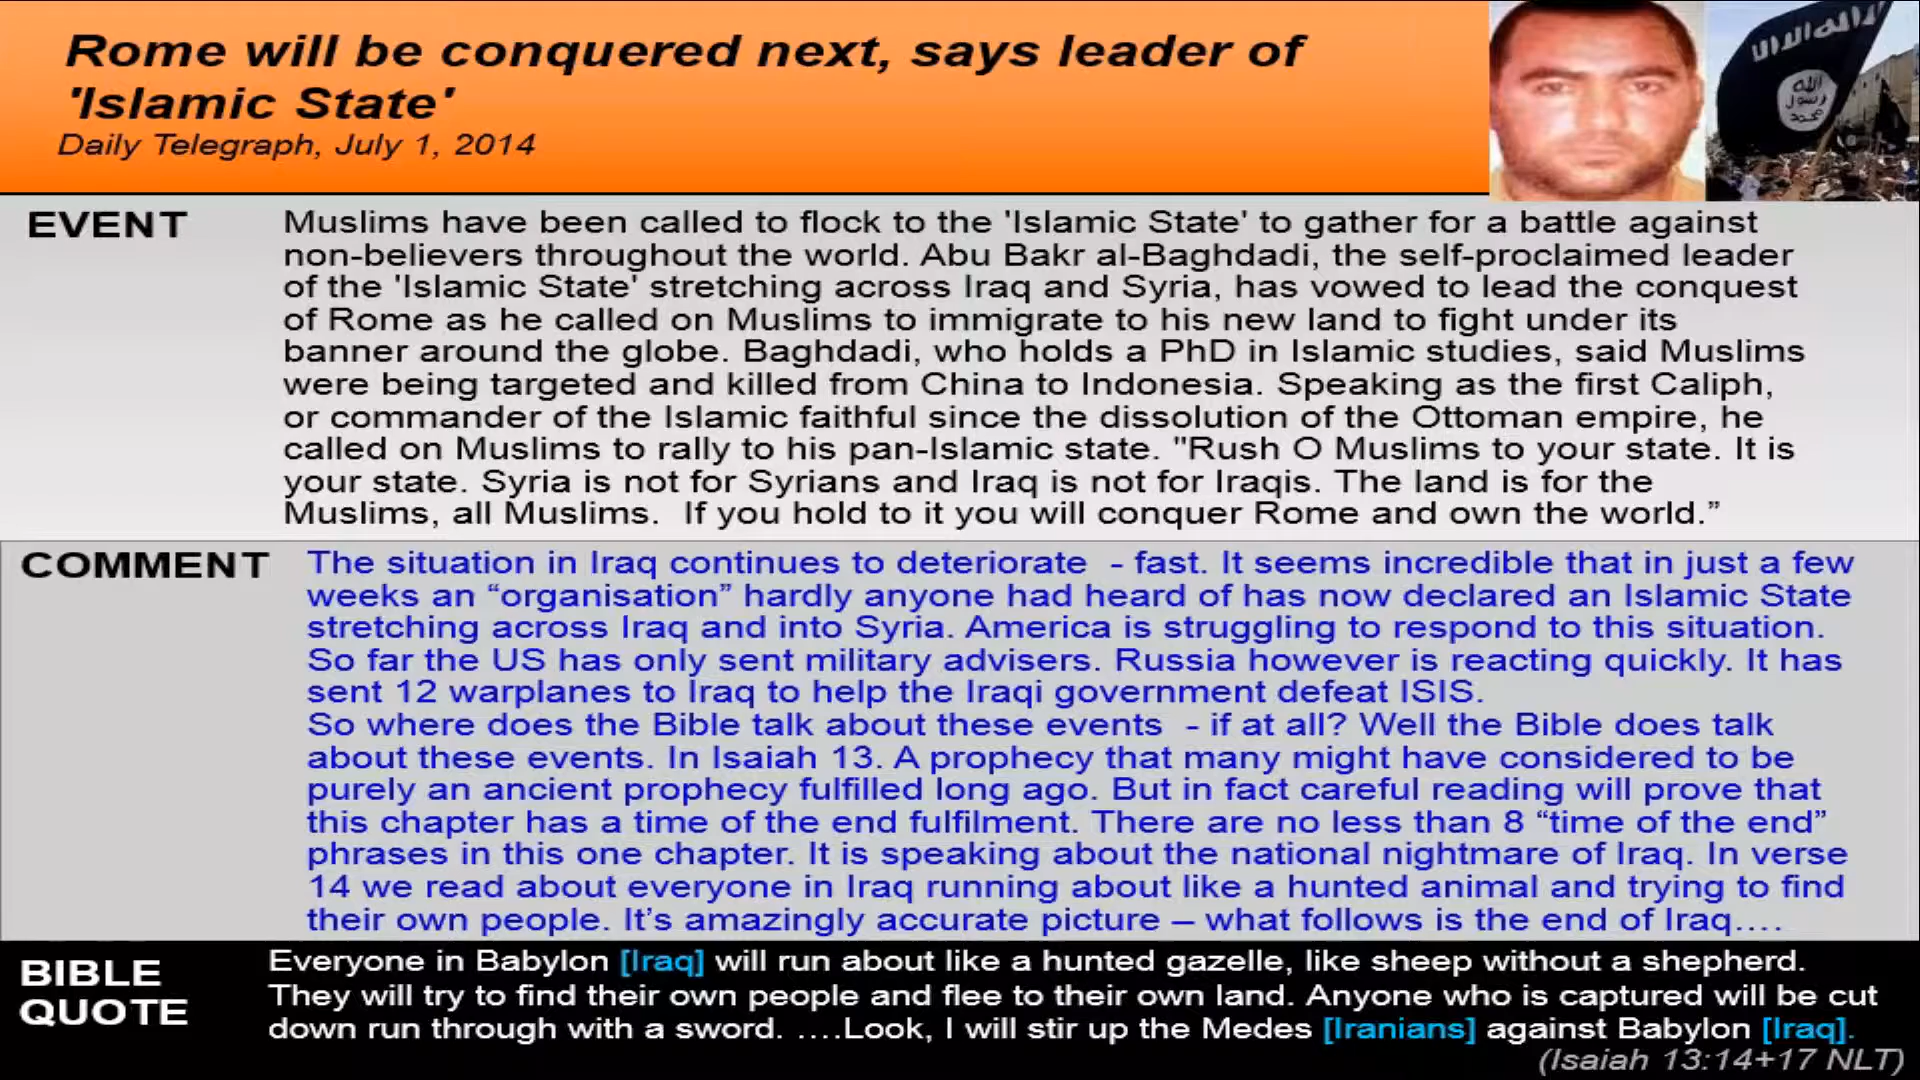 Rome will be conquered next, says leader of
'Islamic State'
Daily Telegraph, July 1, 2014
EVENT
Muslims have been called to flock to the 'Islamic State' to gather for a battle against
non-believers throughout the world. Abu Bakr al-Baghdadi, the self-proclaimed leader
of the 'Islamic State' stretching across Iraq and Syria, has vowed to lead the conquest
of Rome as he called on Muslims to immigrate to his new land to fight under its
banner around the globe. Baghdadi, who holds a PhD in Islamic studies, said Muslims
were being targeted and killed from China to Indonesia. Speaking as the first Caliph,
or commander of the Islamic faithful since the dissolution of the Ottoman empire, he
called on Muslims to rally to his pan-Islamic state. "Rush O Muslims to your state. It is
your state. Syria is not for Syrians and Iraq is not for Iraqis. The land is for the
Muslims, all Muslims.  If you hold to it you will conquer Rome and own the world.”
COMMENT
The situation in Iraq continues to deteriorate  - fast. It seems incredible that in just a few
weeks an “organisation” hardly anyone had heard of has now declared an Islamic State
stretching across Iraq and into Syria. America is struggling to respond to this situation.
So far the US has only sent military advisers. Russia however is reacting quickly. It has
sent 12 warplanes to Iraq to help the Iraqi government defeat ISIS.
So where does the Bible talk about these events  - if at all? Well the Bible does talk
about these events. In Isaiah 13. A prophecy that many might have considered to be
purely an ancient prophecy fulfilled long ago. But in fact careful reading will prove that
this chapter has a time of the end fulfilment. There are no less than 8 “time of the end”
phrases in this one chapter. It is speaking about the national nightmare of Iraq. In verse
14 we read about everyone in Iraq running about like a hunted animal and trying to find
their own people. It’s amazingly accurate picture – what follows is the end of Iraq….
BIBLE
QUOTE
Everyone in Babylon [Iraq] will run about like a hunted gazelle, like sheep without a shepherd.
They will try to find their own people and flee to their own land. Anyone who is captured will be cut
down run through with a sword. ….Look, I will stir up the Medes [Iranians] against Babylon [Iraq].
(Isaiah 13:14+17 NLT)
الله
رسول
محمد